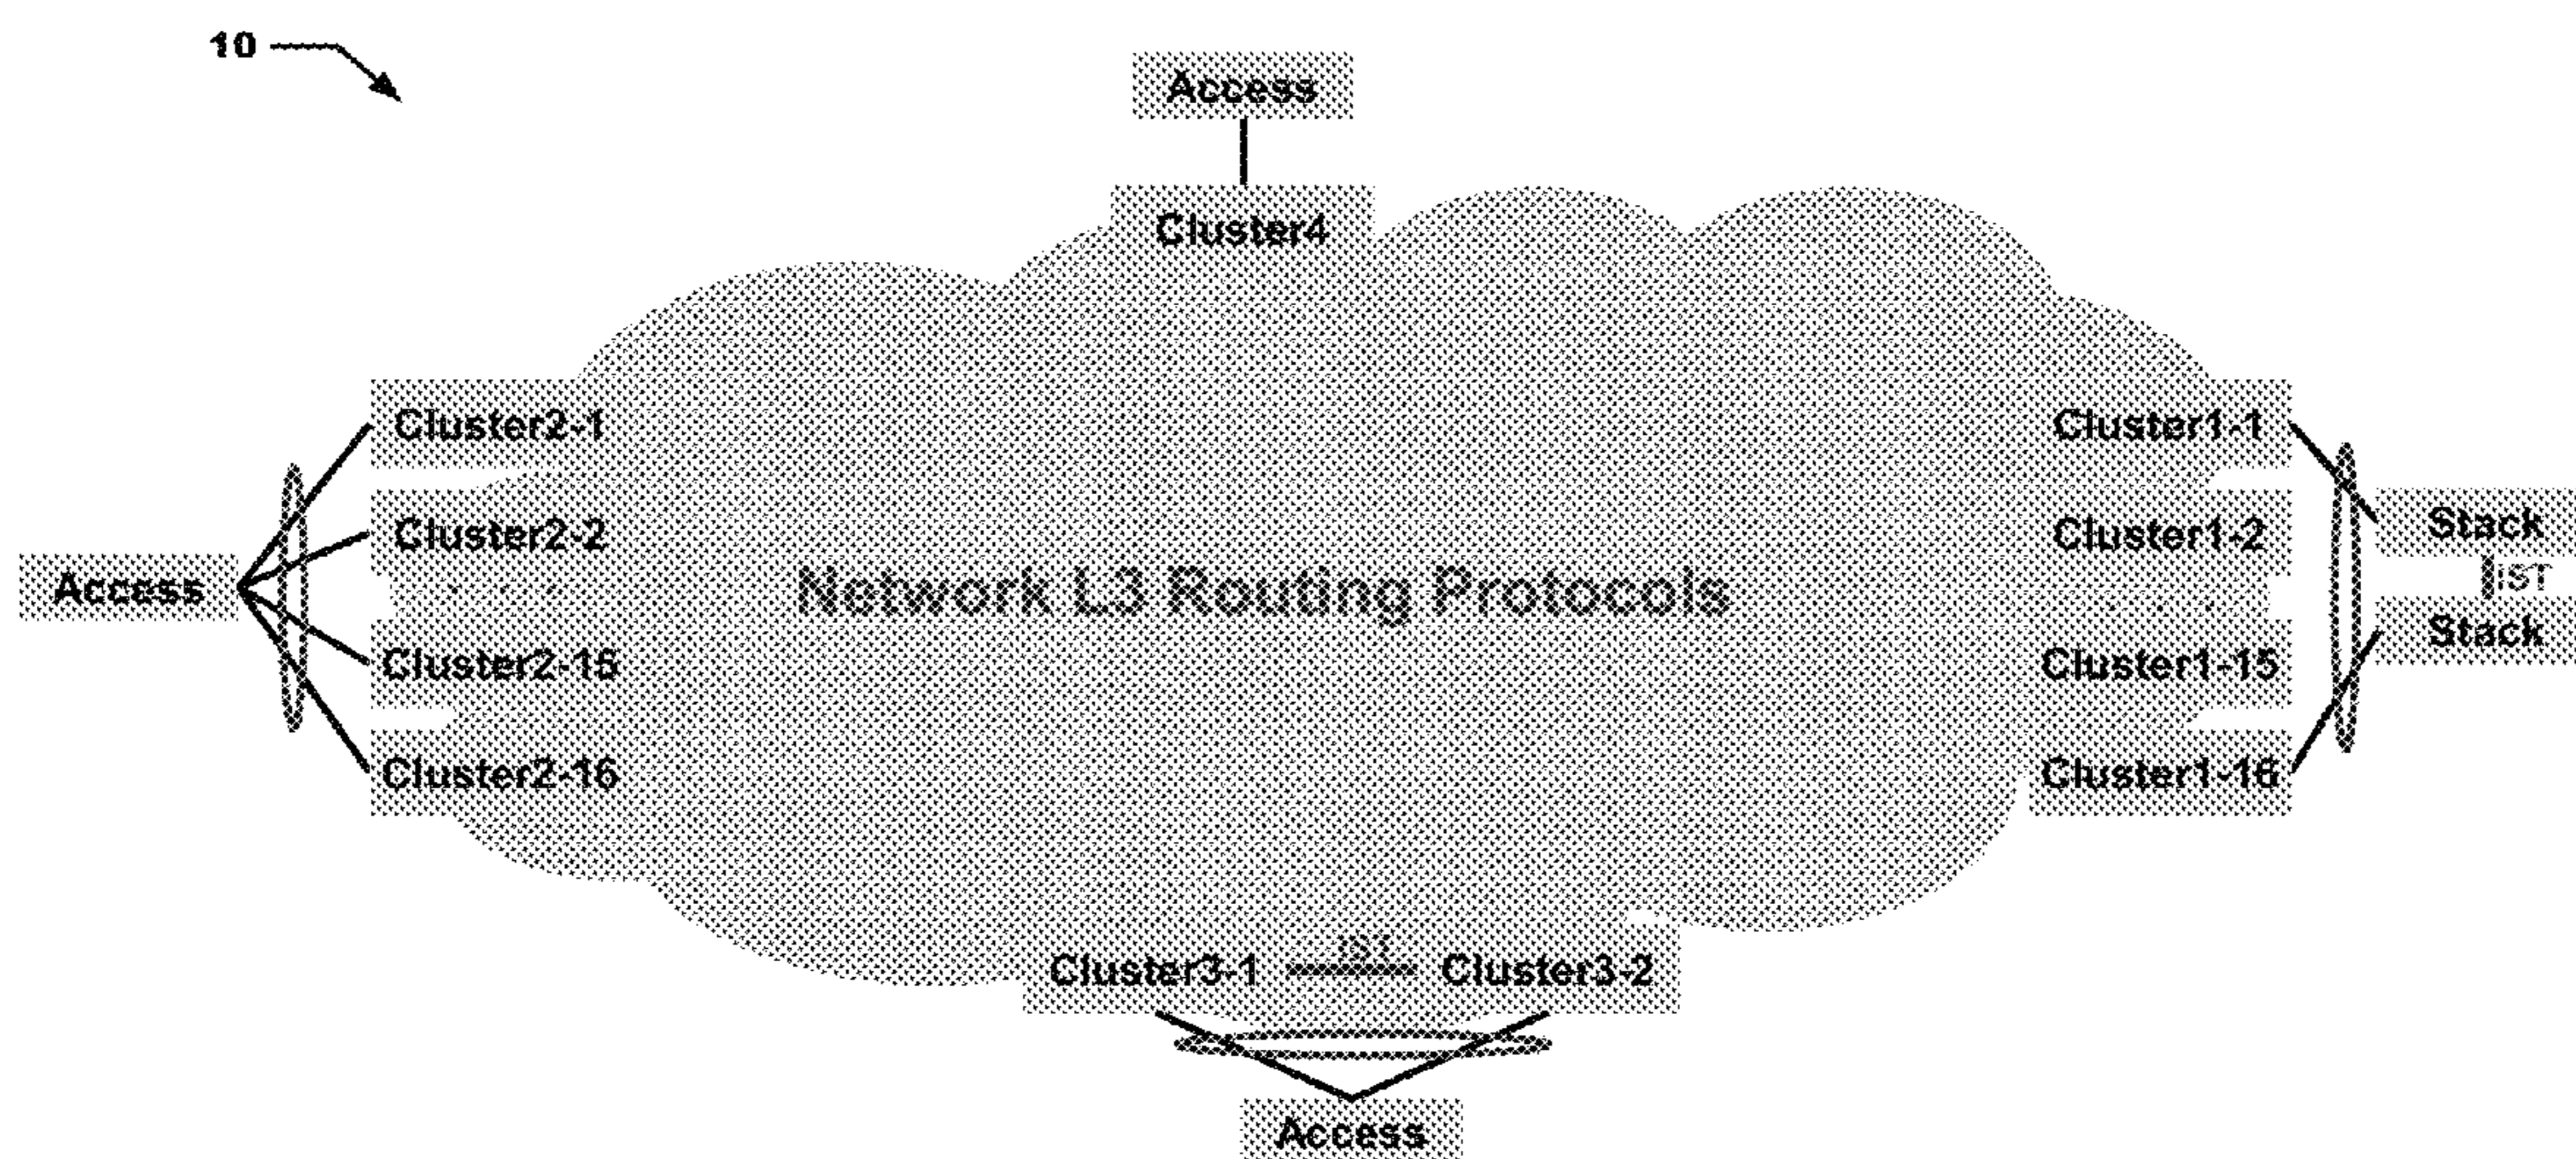 10
Access
Cluster4
Cluster2-1
Cluster2-2
Access
Cluster2-15
Cluster2-16
Network L3 Routing Protocols
Cluster1-1
Cluster1-2
Cluster1-15
Cluster1-16
Stack
IST
Stack
Cluster3-1
IST
Cluster3-2
Access